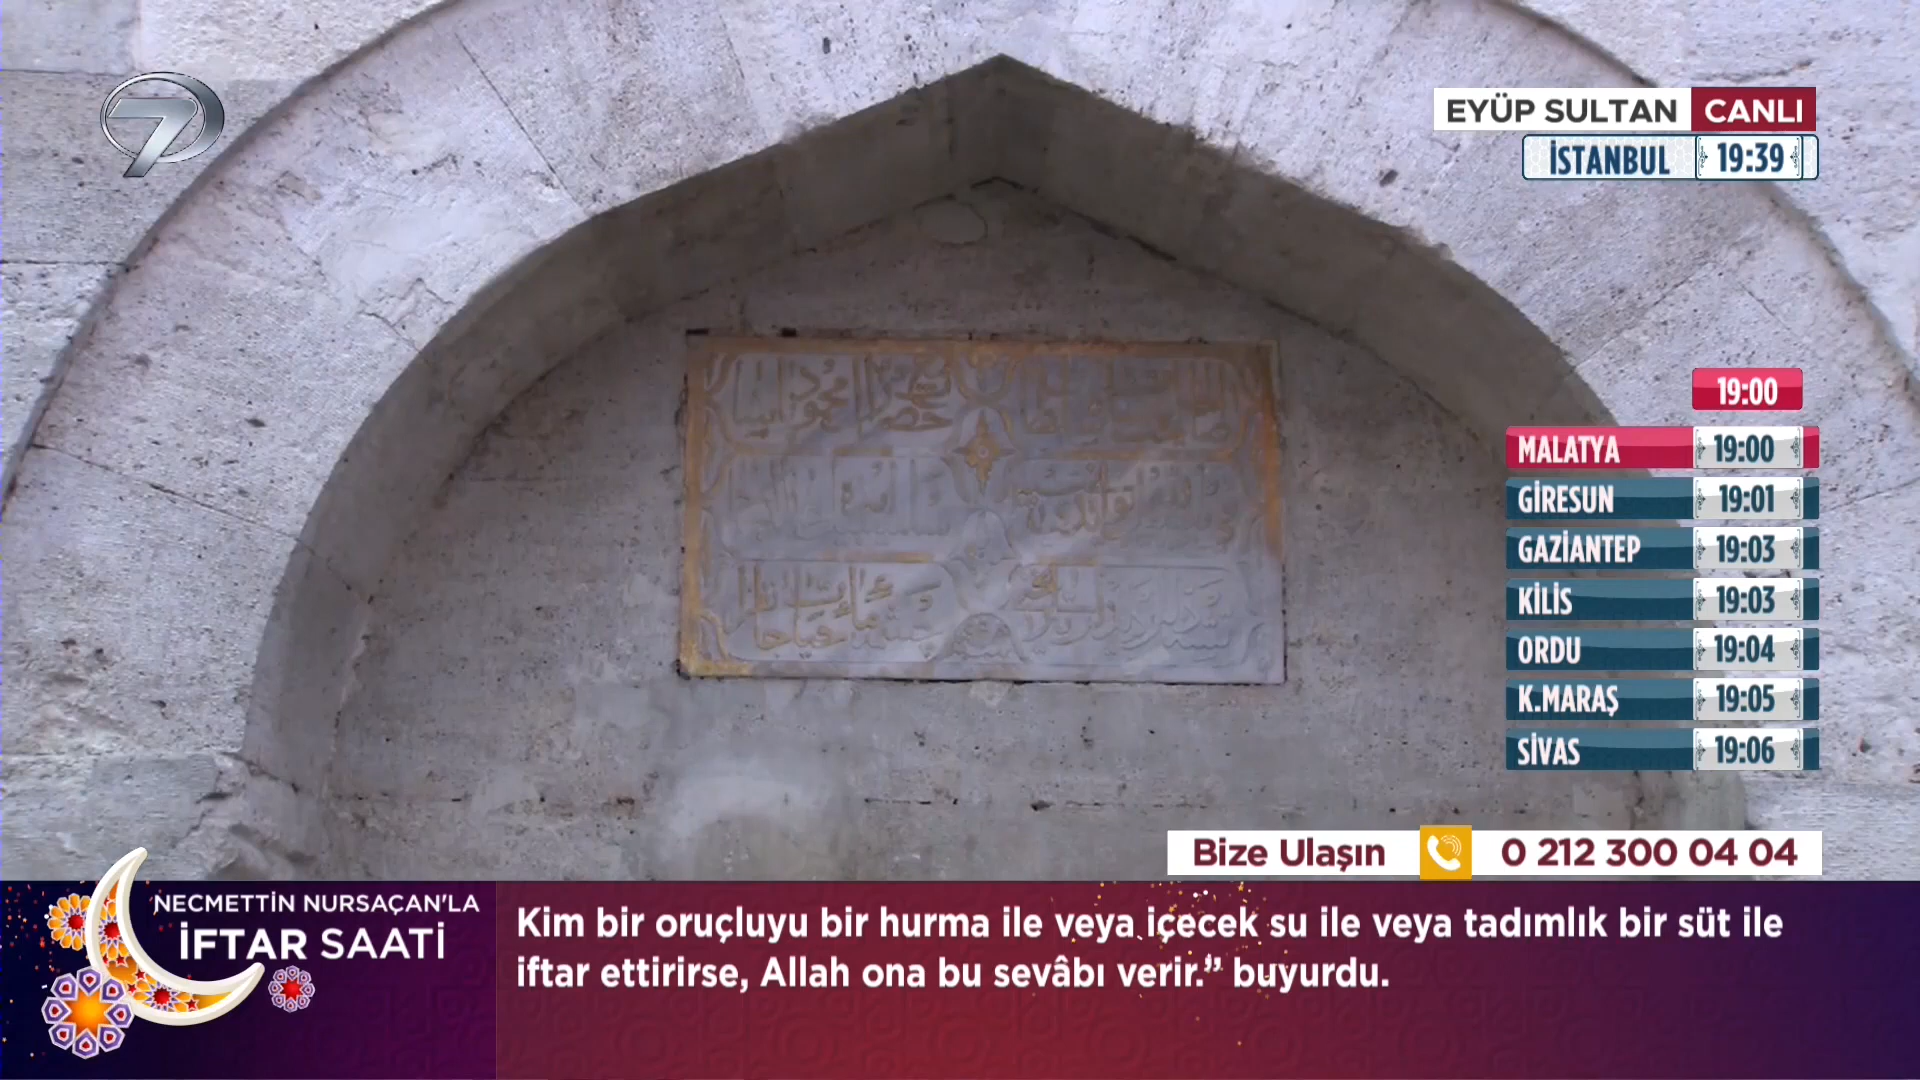 7
EYÜP SULTAN CANLI
İSTANBUL 19:39
19:00
MALATYA 19:00
GİRESUN 19:01
GAZİANTEP 19:03
KİLİS 19:03
ORDU 19:04
K.MARAŞ 19:05
SİVAS 19:06
Bize Ulaşın 0 212 300 04 04
NECMETTİN NURSAÇAN'LA
İFTAR SAATİ
Kim bir oruçluyu bir hurma ile veya içecek su ile veya tadımlık bir süt ile
iftar ettirirse, Allah ona bu sevâbı verir.” buyurdu.